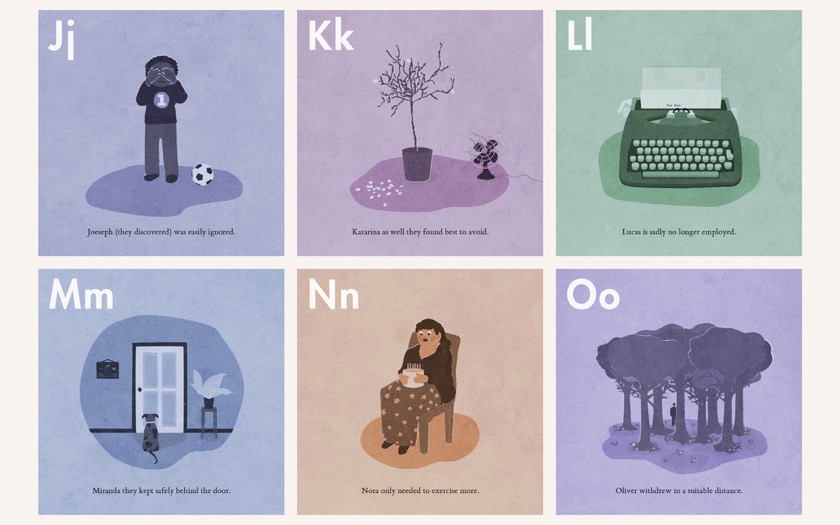 Jj
Kk
Ll
1
Joeseph (they discovered) was easily ignored.
Katarina as well they found best to avoid.
Lucas is sadly no longer employed.
Mm
Nn
Oo
Miranda they kept safely behind the door.
Nora only needed to exercise more.
Oliver withdrew to a suitable distance.